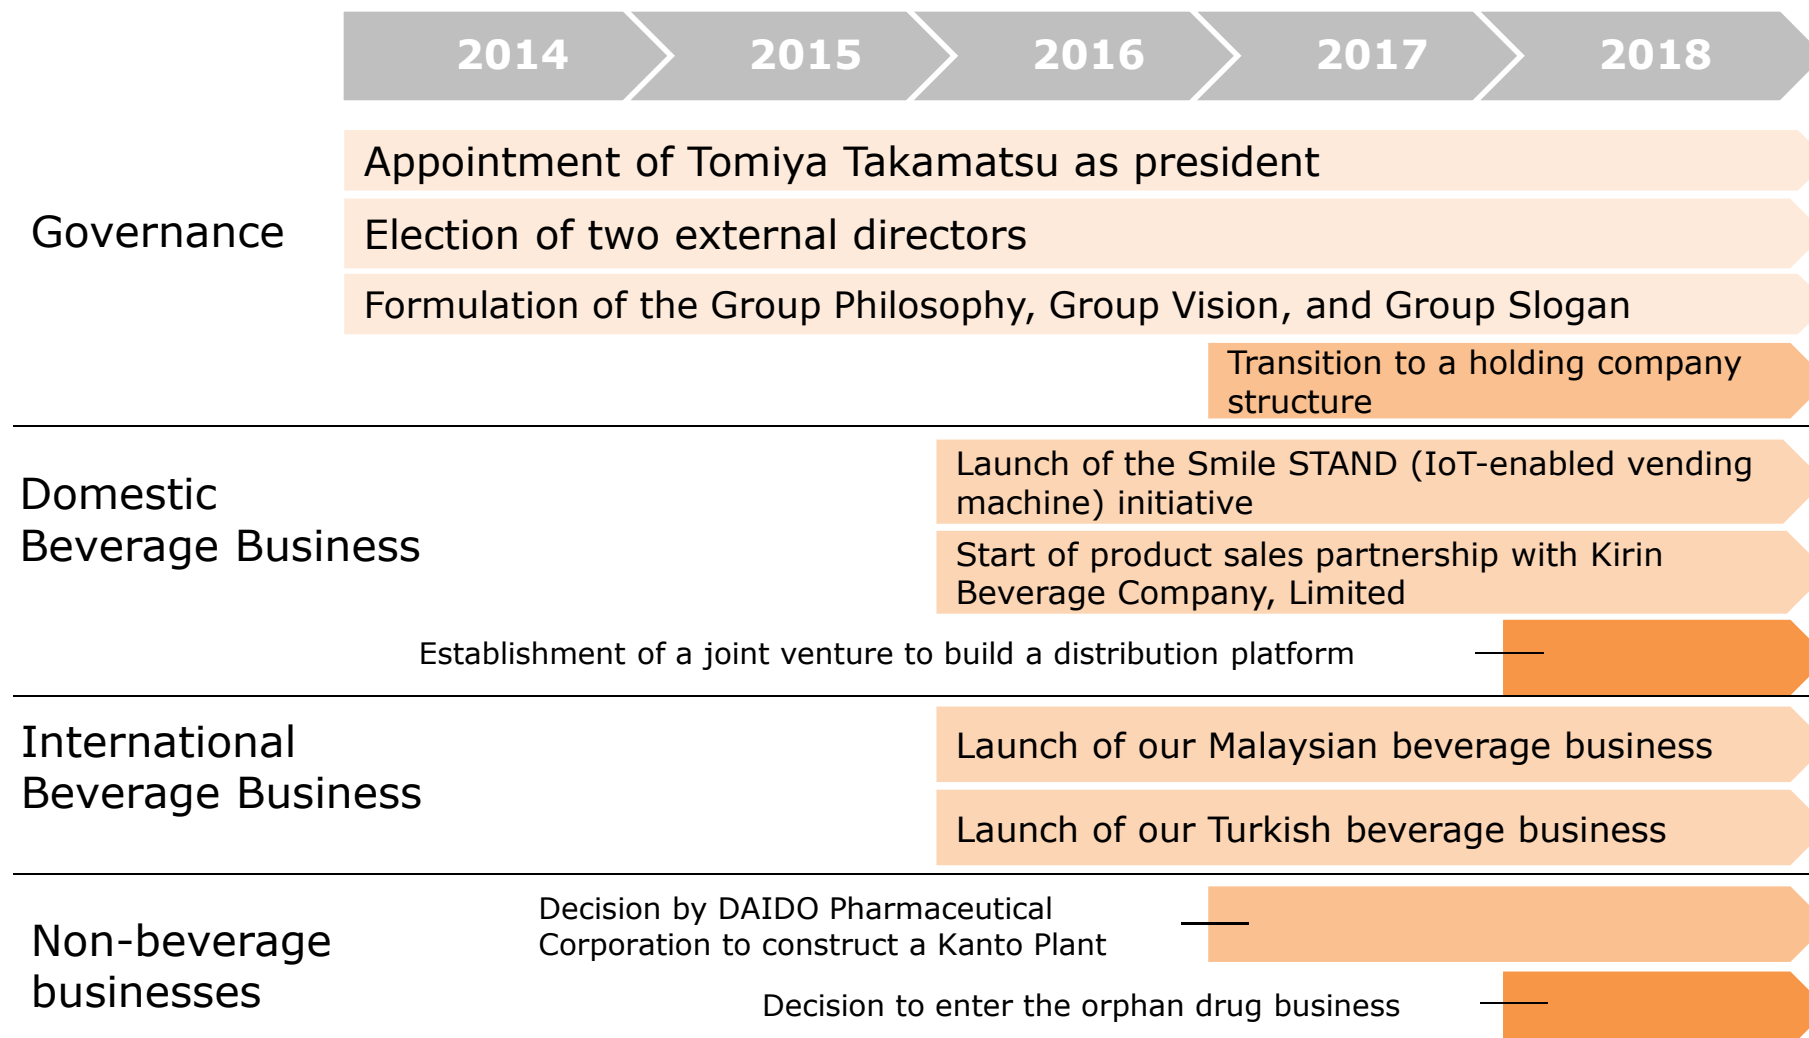 2014 2015 2016 2017 2018
Governance
Appointment of Tomiya Takamatsu as president
Election of two external directors
Formulation of the Group Philosophy, Group Vision, and Group Slogan
Transition to a holding company
structure
Domestic
Beverage Business
Launch of the Smile STAND (IoT-enabled vending
machine) initiative
Start of product sales partnership with Kirin
Beverage Company, Limited
Establishment of a joint venture to build a distribution platform
International
Beverage Business
Launch of our Malaysian beverage business
Launch of our Turkish beverage business
Non-beverage
businesses
Decision by DAIDO Pharmaceutical
Corporation to construct a Kanto Plant
Decision to enter the orphan drug business